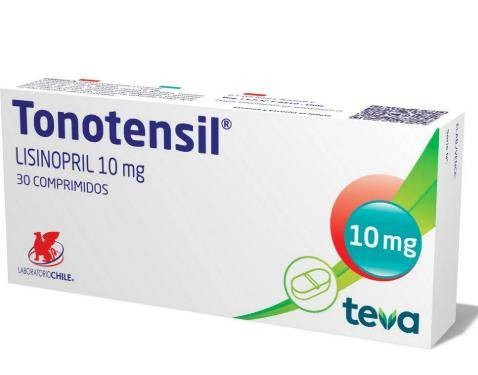 Tonotensil®
LISINOPRIL 10 mg
30 COMPRIMIDOS
LABORATORIOCHILE®
10 mg
teva